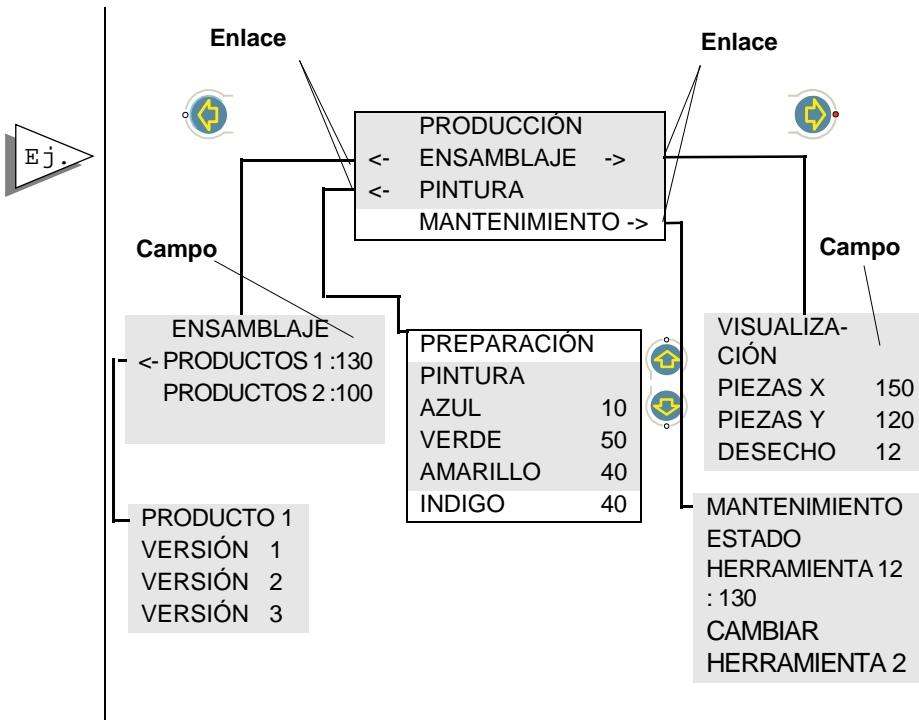 Enlace
Enlace
Ej.
PRODUCCIÓN
<- ENSAMBLAJE ->
<- PINTURA
MANTENIMIENTO ->
Campo
Campo
ENSAMBLAJE
<- PRODUCTOS 1 :130
PRODUCTOS 2 :100
PREPARACIÓN
PINTURA
AZUL 10
VERDE 50
AMARILLO 40
INDIGO 40
VISUALIZA-
CIÓN
PIEZAS X 150
PIEZAS Y 120
DESECHO 12
PRODUCTO 1
VERSIÓN 1
VERSIÓN 2
VERSIÓN 3
MANTENIMIENTO
ESTADO
HERRAMIENTA 12
: 130
CAMBIAR
HERRAMIENTA 2